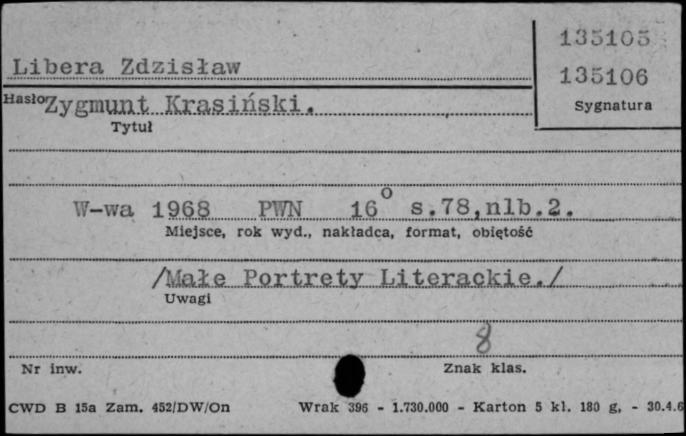 135105
Libera Zdzisław
135106
Hasło
Zygmunt Krasiński.
Sygnatura
Tytuł
W-wa 1968 PWN 16° s.78,nlb.2.
Miejsce, rok wyd., nakładca, format, obiętość
/Małe Portrety Literackie./
Uwagi
8
Nr inw.
Znak klas.
CWD B 15a Zam. 452/DW/On Wrak 396 - 1.730.000 - Karton 5 kl. 180 g, - 30.4.6